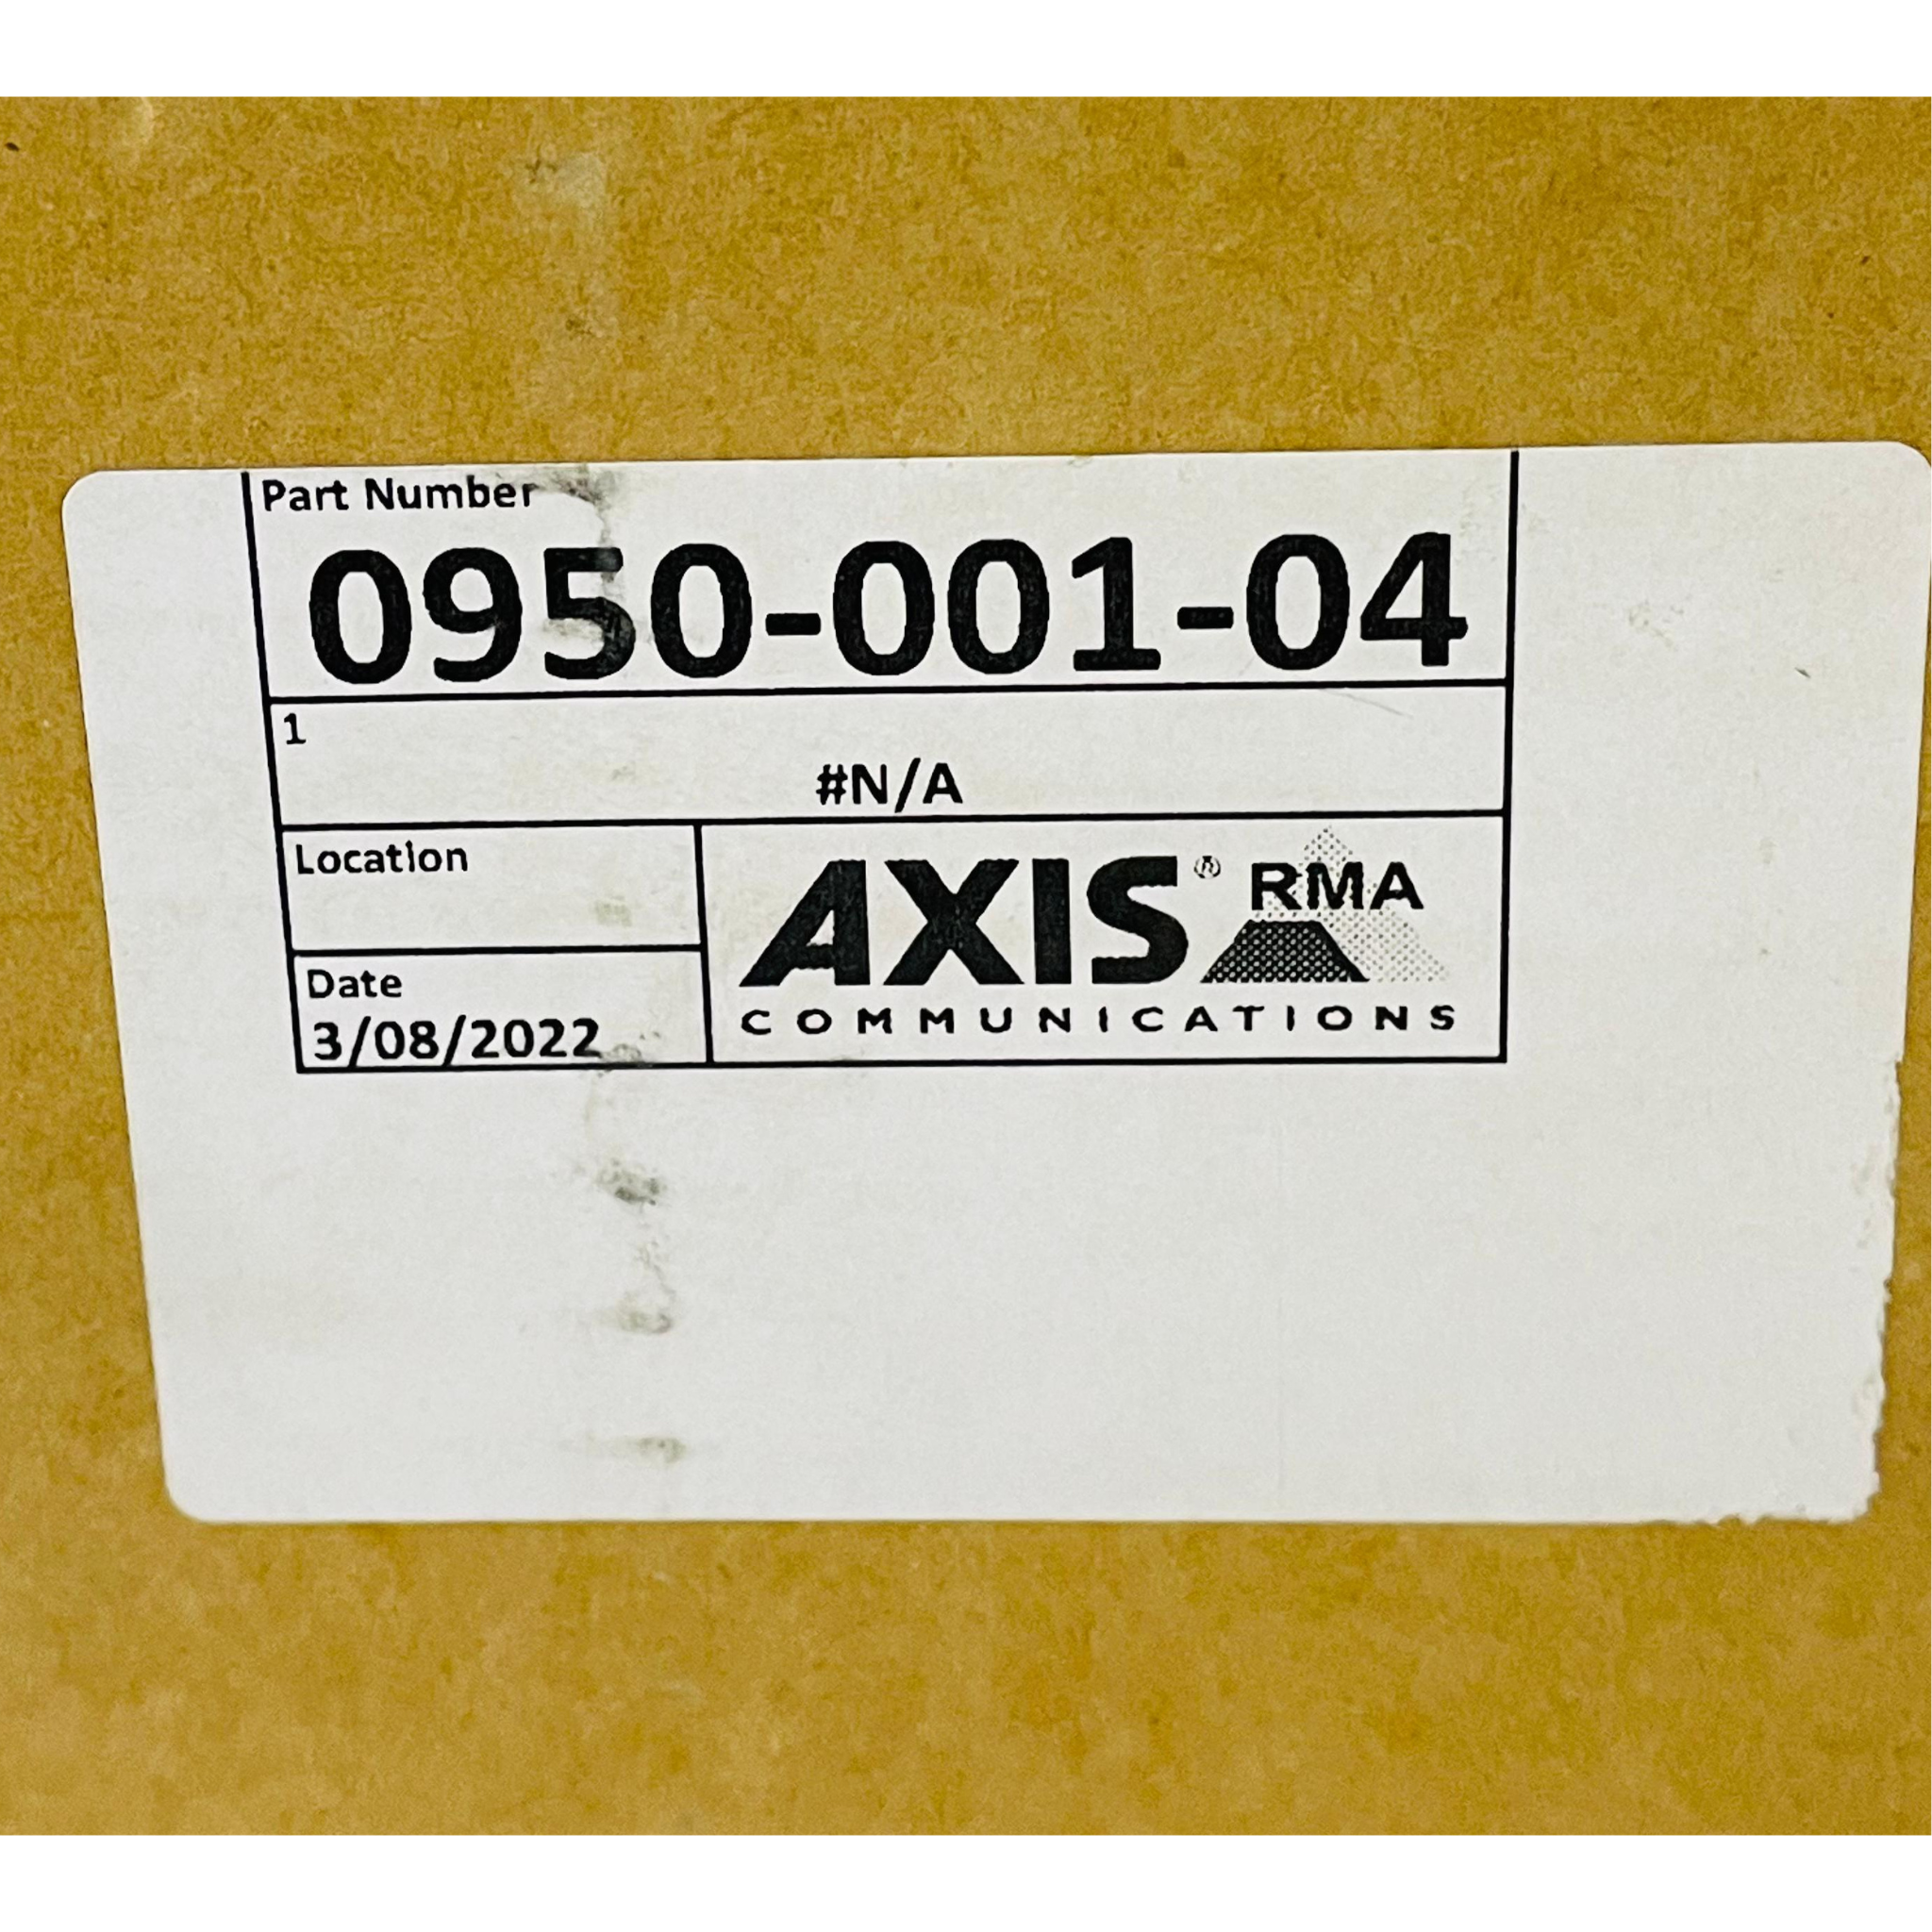 Part Number
0950-001-04
1
#N/A
Location
Date
3/08/2022
AXIS® RMA
COMMUNICATIONS